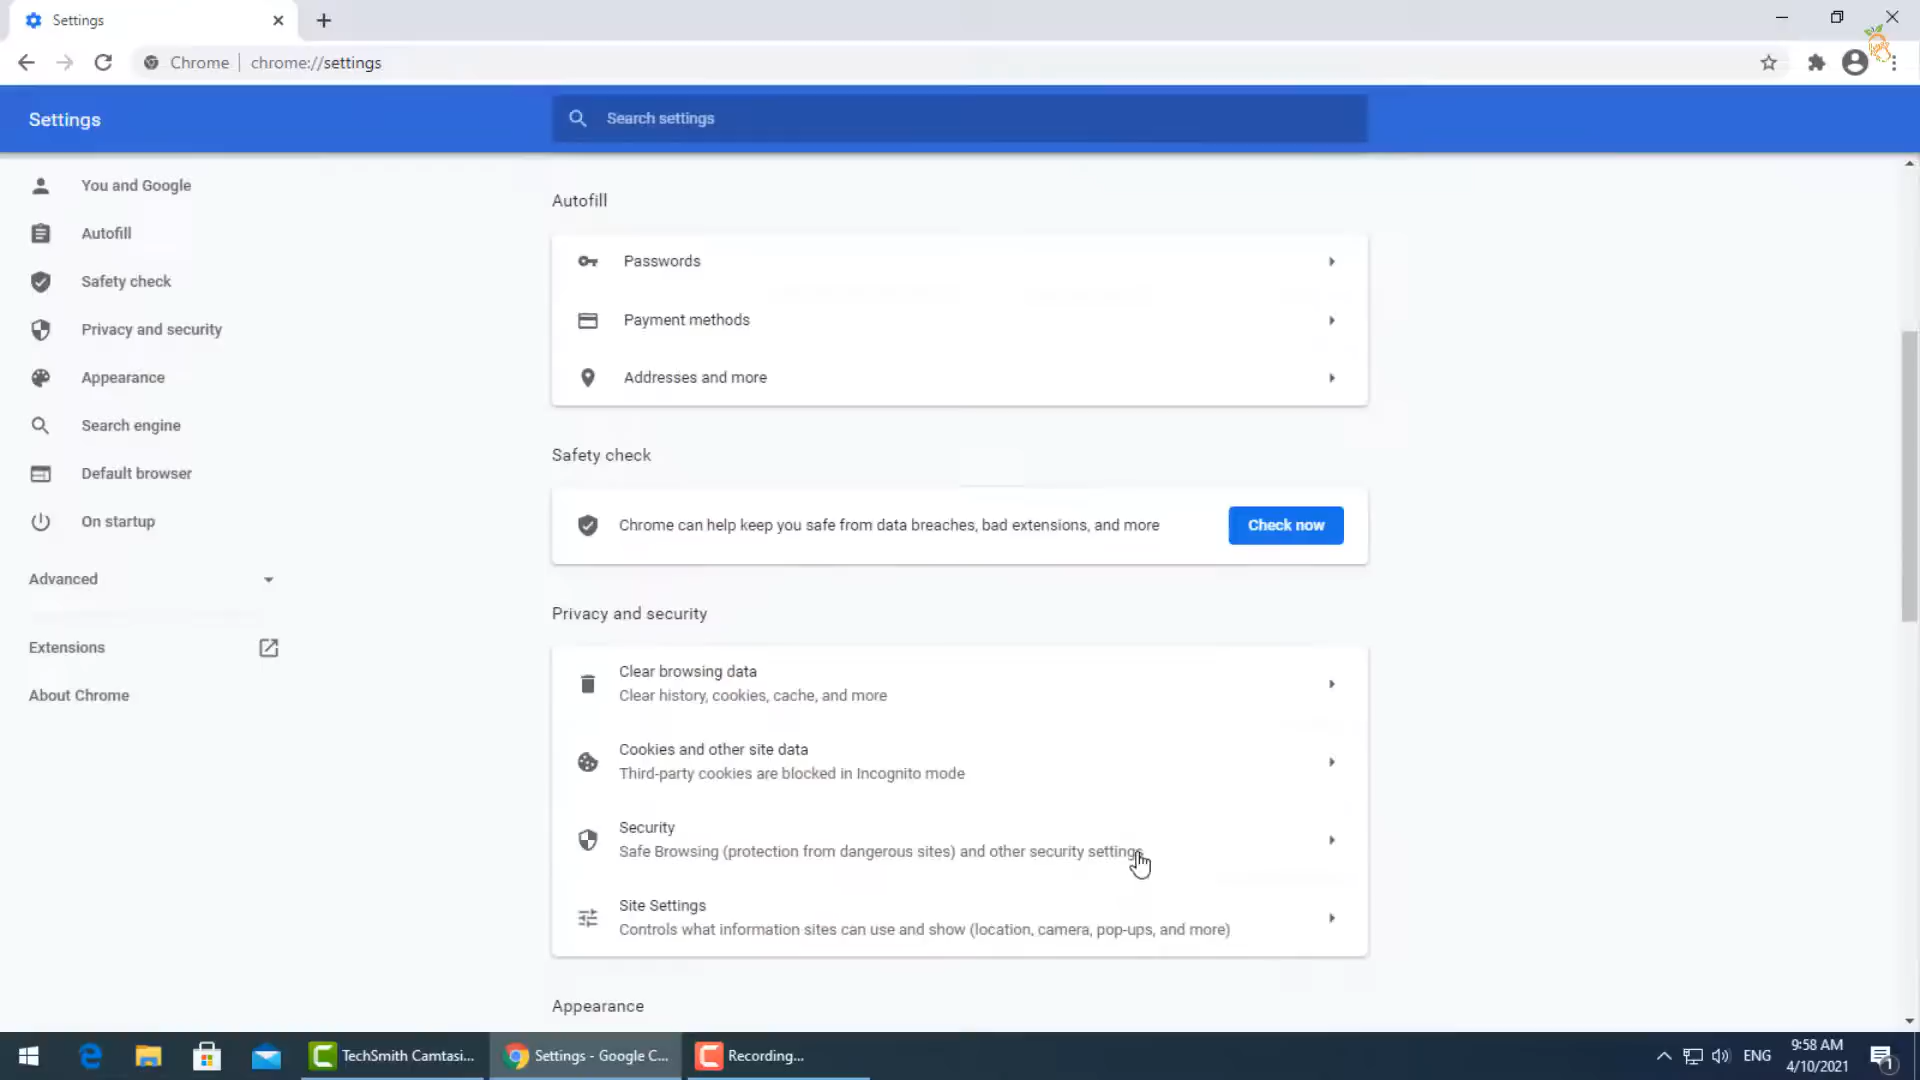 Settings
Chrome
chrome://settings
Settings
Search settings
You and Google
Autofill
Safety check
Privacy and security
Appearance
Search engine
Default browser
On startup
Advanced
Extensions
About Chrome
Autofill
Passwords
Payment methods
Addresses and more
Safety check
Chrome can help keep you safe from data breaches, bad extensions, and more
Check now
Privacy and security
Clear browsing data
Clear history, cookies, cache, and more
Cookies and other site data
Third-party cookies are blocked in Incognito mode
Security
Safe Browsing (protection from dangerous sites) and other security settings
Site Settings
Controls what information sites can use and show (location, camera, pop-ups, and more)
Appearance
TechSmith Camtasi...
Settings - Google C...
Recording...
ENG
9:58 AM
4/10/2021
1